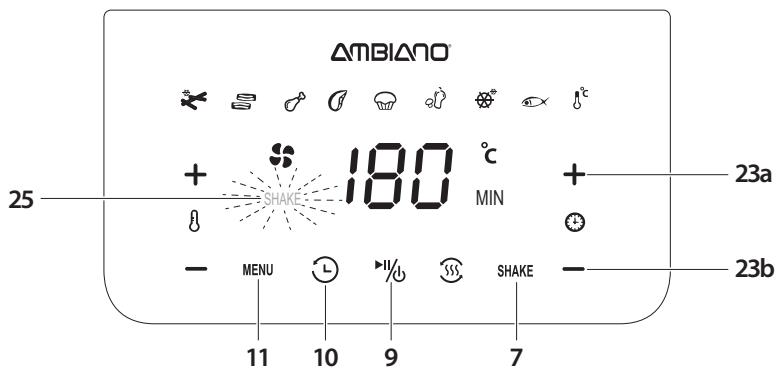 AMBIANO
°C
180 °C
+ + 23a
25 SHAKE MIN
− MENU SHAKE − 23b
11 10 9 7